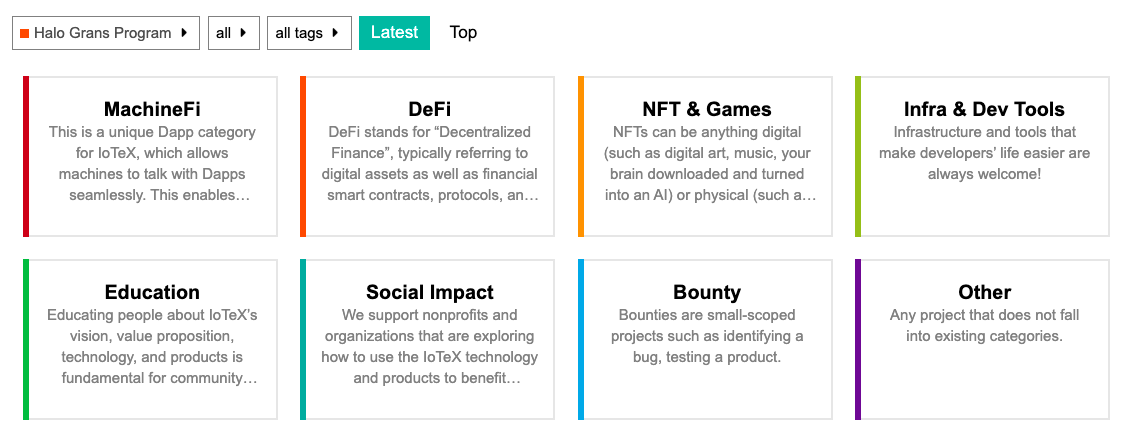 Halo Grans Program
all
all tags
Latest
Top
MachineFi
This is a unique Dapp category
for IoTeX, which allows
machines to talk with Dapps
seamlessly. This enables…
DeFi
DeFi stands for “Decentralized
Finance”, typically referring to
digital assets as well as financial
smart contracts, protocols, an…
NFT & Games
NFTs can be anything digital
(such as digital art, music, your
brain downloaded and turned
into an AI) or physical (such a…
Infra & Dev Tools
Infrastructure and tools that
make developers’ life easier are
always welcome!
Education
Educating people about IoTeX’s
vision, value proposition,
technology, and products is
fundamental for community…
Social Impact
We support nonprofits and
organizations that are exploring
how to use the IoTeX technology
and products to benefit…
Bounty
Bounties are small-scoped
projects such as identifying a
bug, testing a product.
Other
Any project that does not fall
into existing categories.